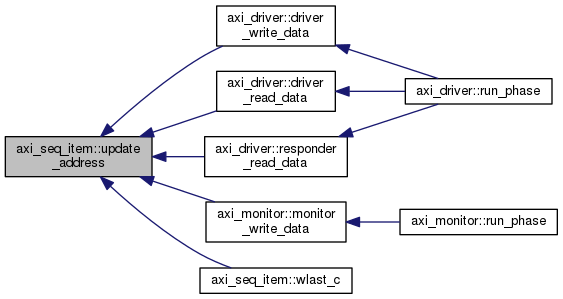 axi_driver::driver
_write_data
axi_driver::driver
_read_data
axi_driver::run_phase
axi_seq_item::update
_address
axi_driver::responder
_read_data
axi_monitor::monitor
_write_data
axi_monitor::run_phase
axi_seq_item::wlast_c